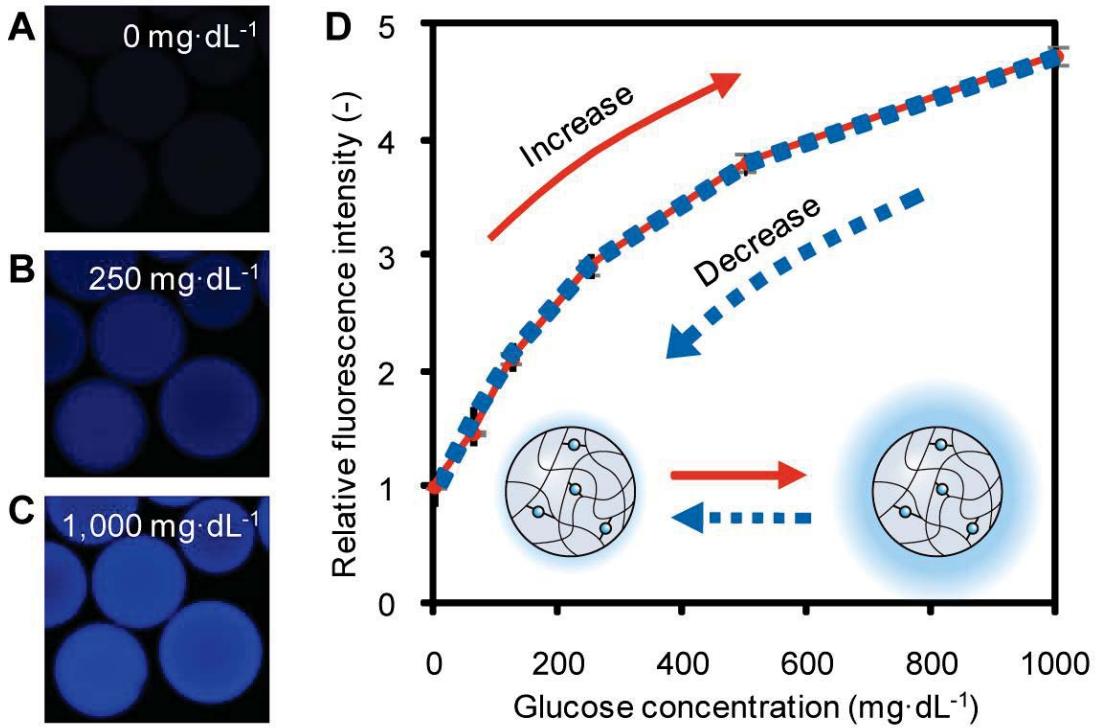 A
0 mg·dL⁻¹
B
250 mg·dL⁻¹
C
1,000 mg·dL⁻¹
D
Relative fluorescence intensity (-)
5
4
3
2
1
0
Increase
Decrease
0 200 400 600 800 1000
Glucose concentration (mg·dL⁻¹)